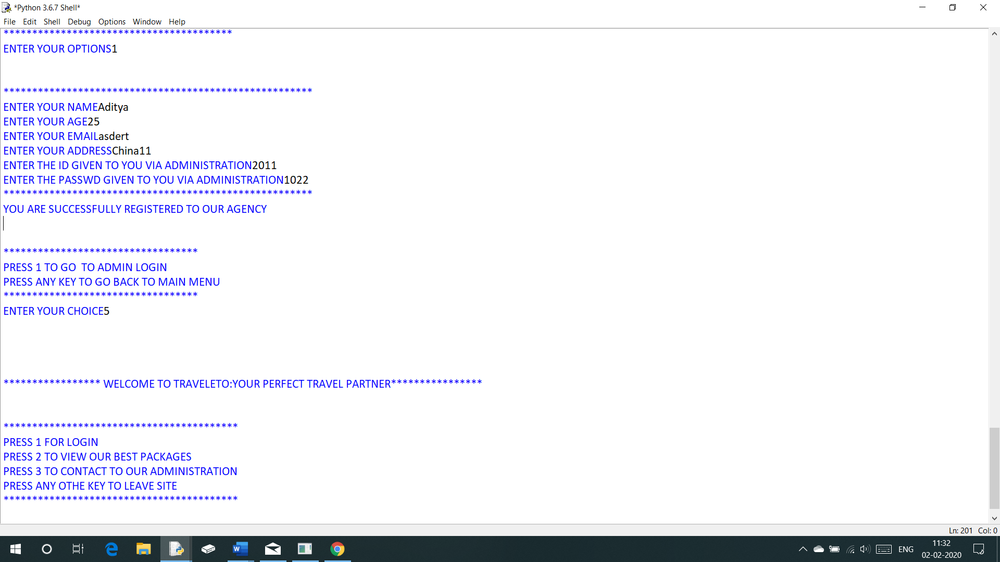 *Python 3.6.7 Shell*
File Edit Shell Debug Options Window Help
****************************************
ENTER YOUR OPTIONS1
******************************************************
ENTER YOUR NAMEAditya
ENTER YOUR AGE25
ENTER YOUR EMAILasdert
ENTER YOUR ADDRESSChina11
ENTER THE ID GIVEN TO YOU VIA ADMINISTRATION2011
ENTER THE PASSWD GIVEN TO YOU VIA ADMINISTRATION1022
******************************************************
YOU ARE SUCCESSFULLY REGISTERED TO OUR AGENCY
**********************************
PRESS 1 TO GO  TO ADMIN LOGIN
PRESS ANY KEY TO GO BACK TO MAIN MENU
**********************************
ENTER YOUR CHOICE5
***************** WELCOME TO TRAVELETO:YOUR PERFECT TRAVEL PARTNER****************
*****************************************
PRESS 1 FOR LOGIN
PRESS 2 TO VIEW OUR BEST PACKAGES
PRESS 3 TO CONTACT TO OUR ADMINISTRATION
PRESS ANY OTHE KEY TO LEAVE SITE
*****************************************
Ln: 201 Col: 0
ENG
11:32
02-02-2020